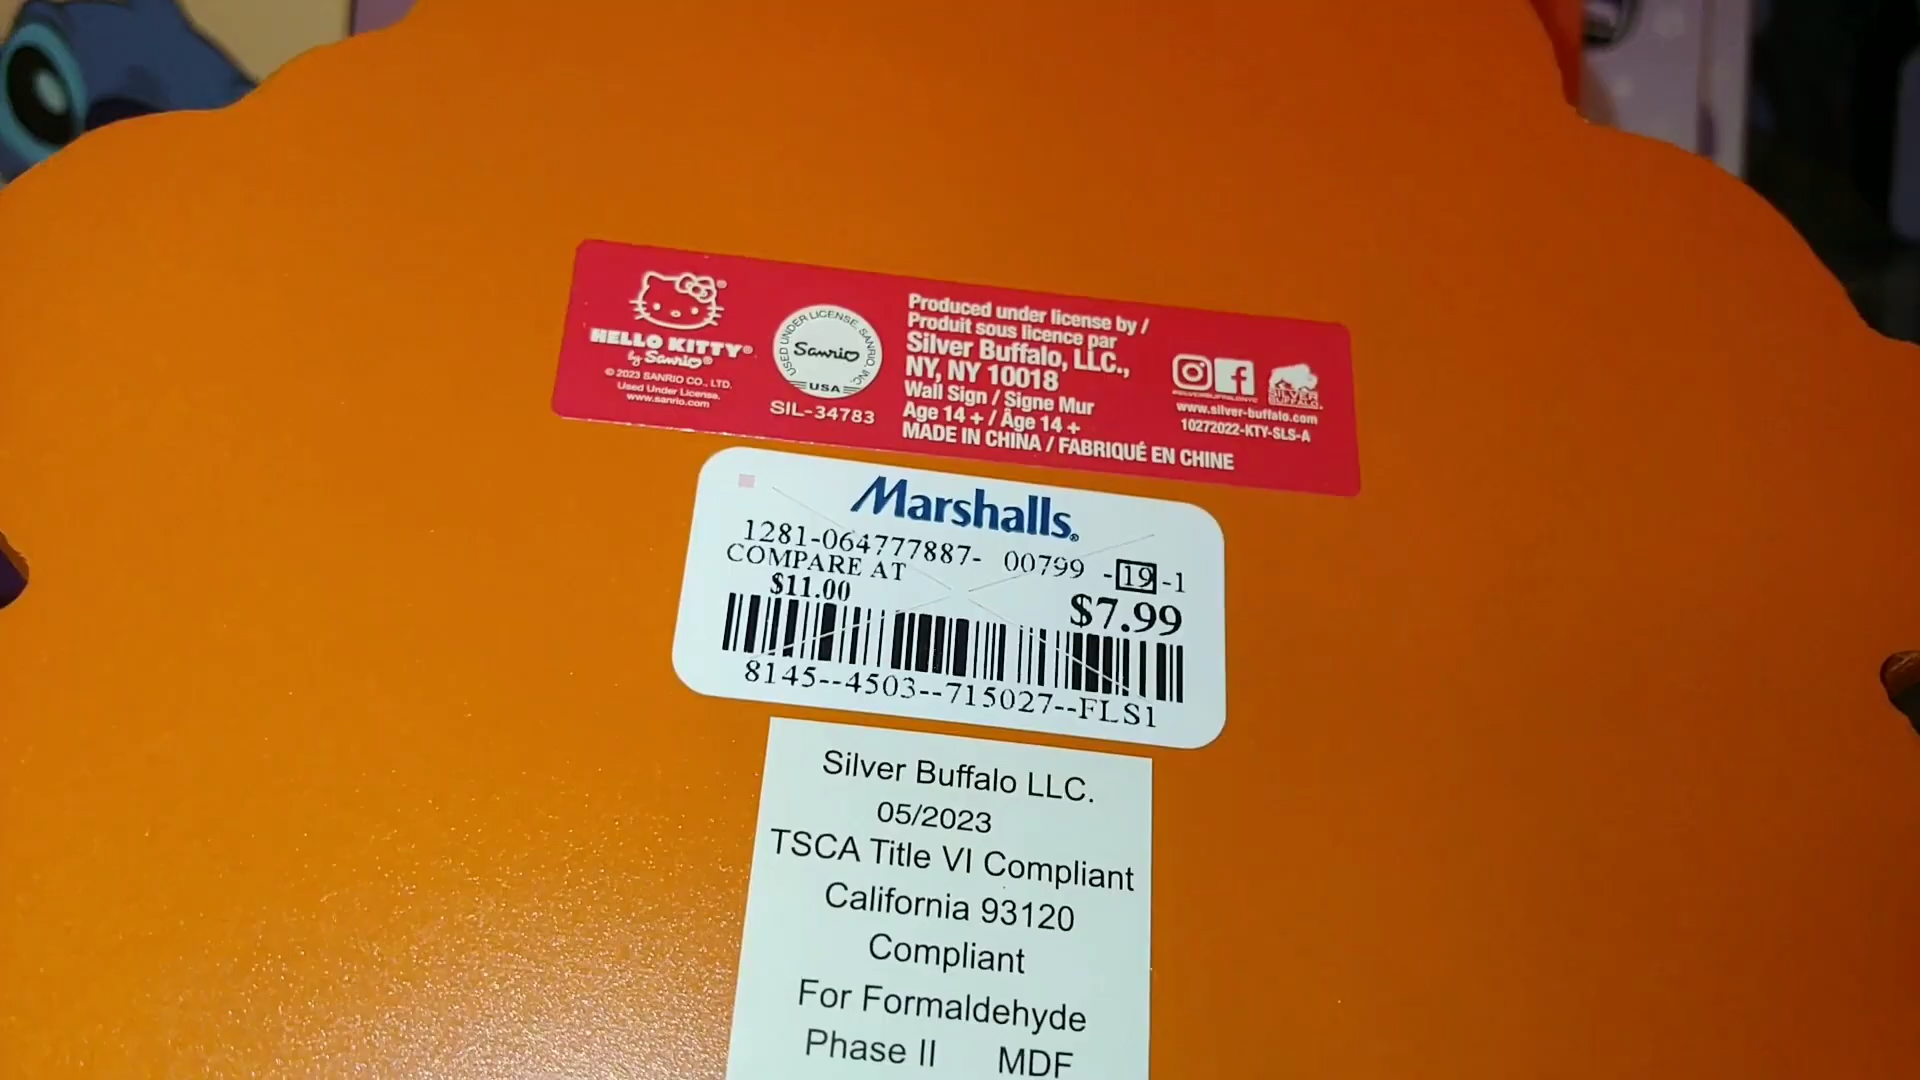 HELLO KITTY®
by Sanrio®
© 2023 SANRIO CO., LTD.
Used Under License.
www.sanrio.com
USED UNDER LICENSE, SANRIO, INC.
Sanrio
USA
SIL-34783
Produced under license by /
Produit sous licence par
Silver Buffalo, LLC.,
NY, NY 10018
Wall Sign / Signe Mur
Age 14 + / Âge 14 +
MADE IN CHINA / FABRIQUÉ EN CHINE
SILVER
BUFFALO
www.silver-buffalo.com
10272022-KTY-SLS-A
Marshalls®
1281-064777887- 00799 -19-1
COMPARE AT
$11.00
$7.99
8145--4503--715027--FLS1
Silver Buffalo LLC.
05/2023
TSCA Title VI Compliant
California 93120
Compliant
For Formaldehyde
Phase II MDF